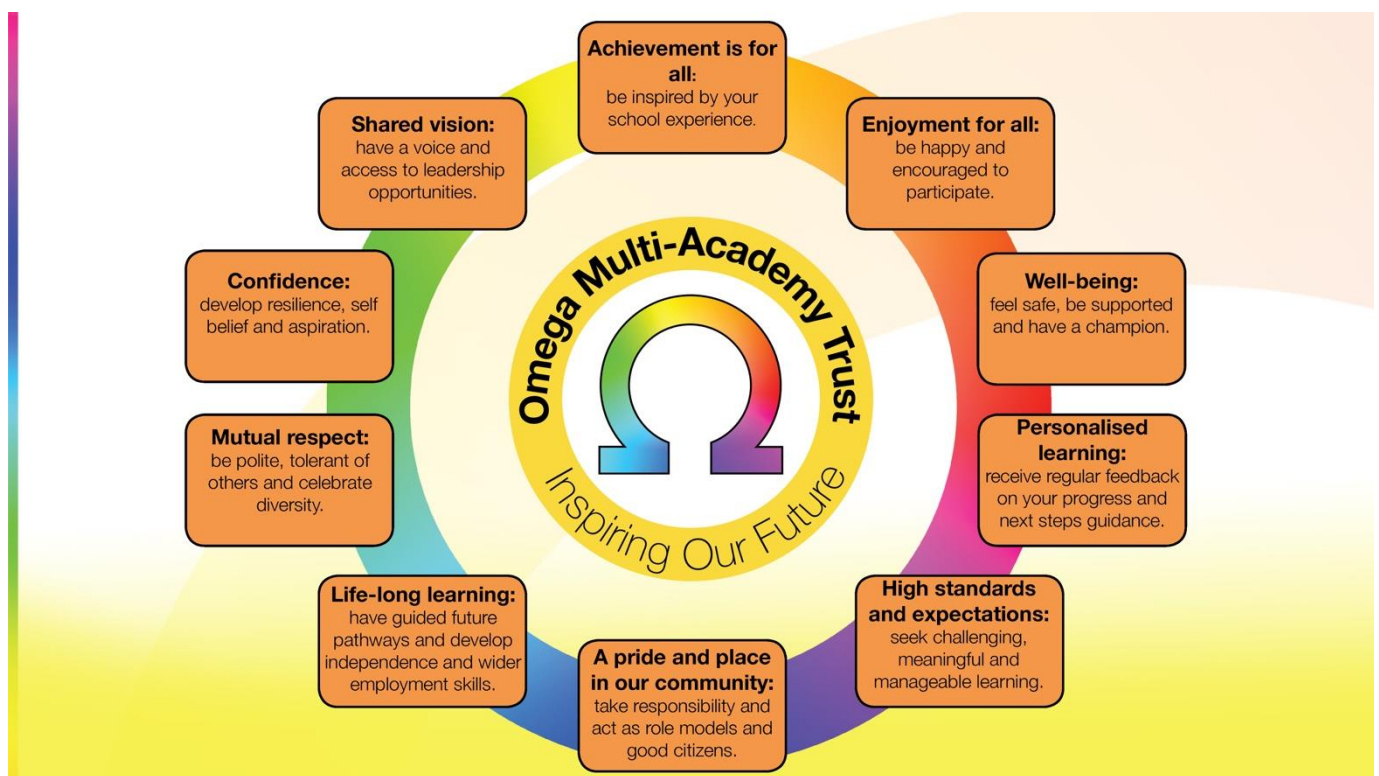 Achievement is for
all:
be inspired by your
school experience.
Enjoyment for all:
be happy and
encouraged to
participate.
Well-being:
feel safe, be supported
and have a champion.
Personalised
learning:
receive regular feedback
on your progress and
next steps guidance.
High standards
and expectations:
seek challenging,
meaningful and
manageable learning.
A pride and place
in our community:
take responsibility and
act as role models and
good citizens.
Life-long learning:
have guided future
pathways and develop
independence and wider
employment skills.
Mutual respect:
be polite, tolerant of
others and celebrate
diversity.
Confidence:
develop resilience, self
belief and aspiration.
Shared vision:
have a voice and
access to leadership
opportunities.
Omega Multi-Academy Trust
Ω
Inspiring Our Future